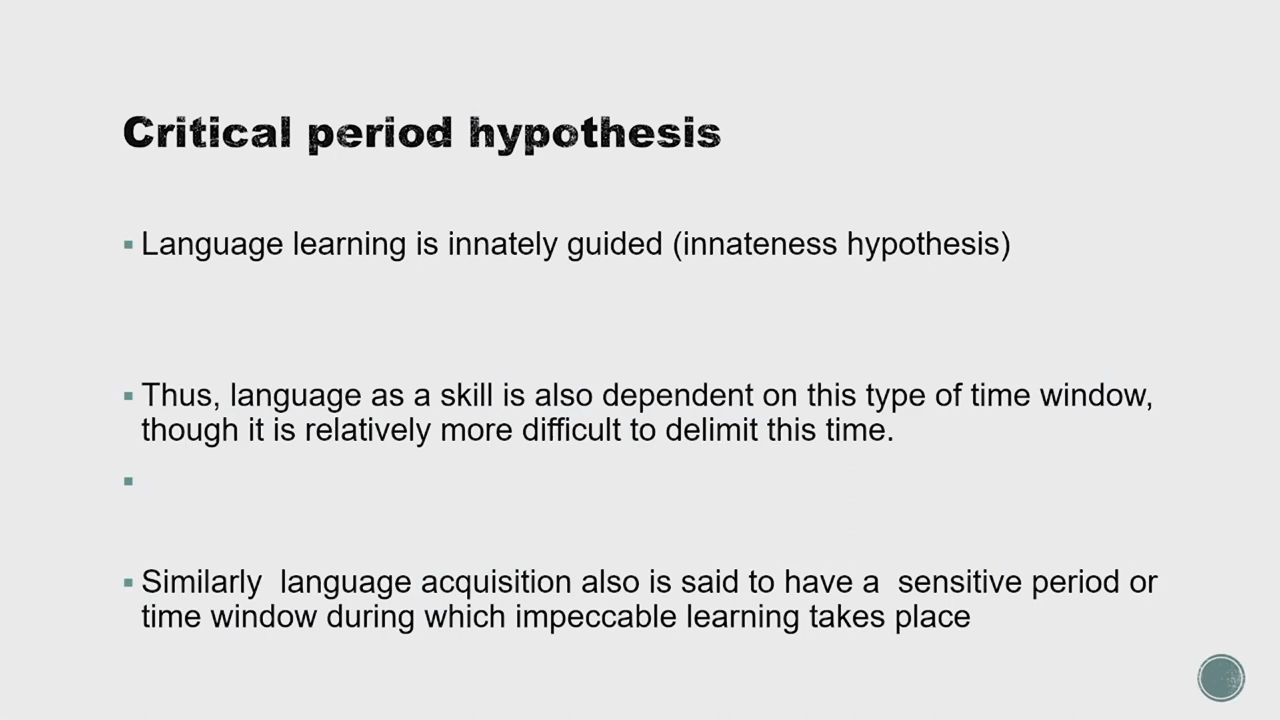 Critical period hypothesis
Language learning is innately guided (innateness hypothesis)
Thus, language as a skill is also dependent on this type of time window,
though it is relatively more difficult to delimit this time.
Similarly  language acquisition also is said to have a  sensitive period or
time window during which impeccable learning takes place